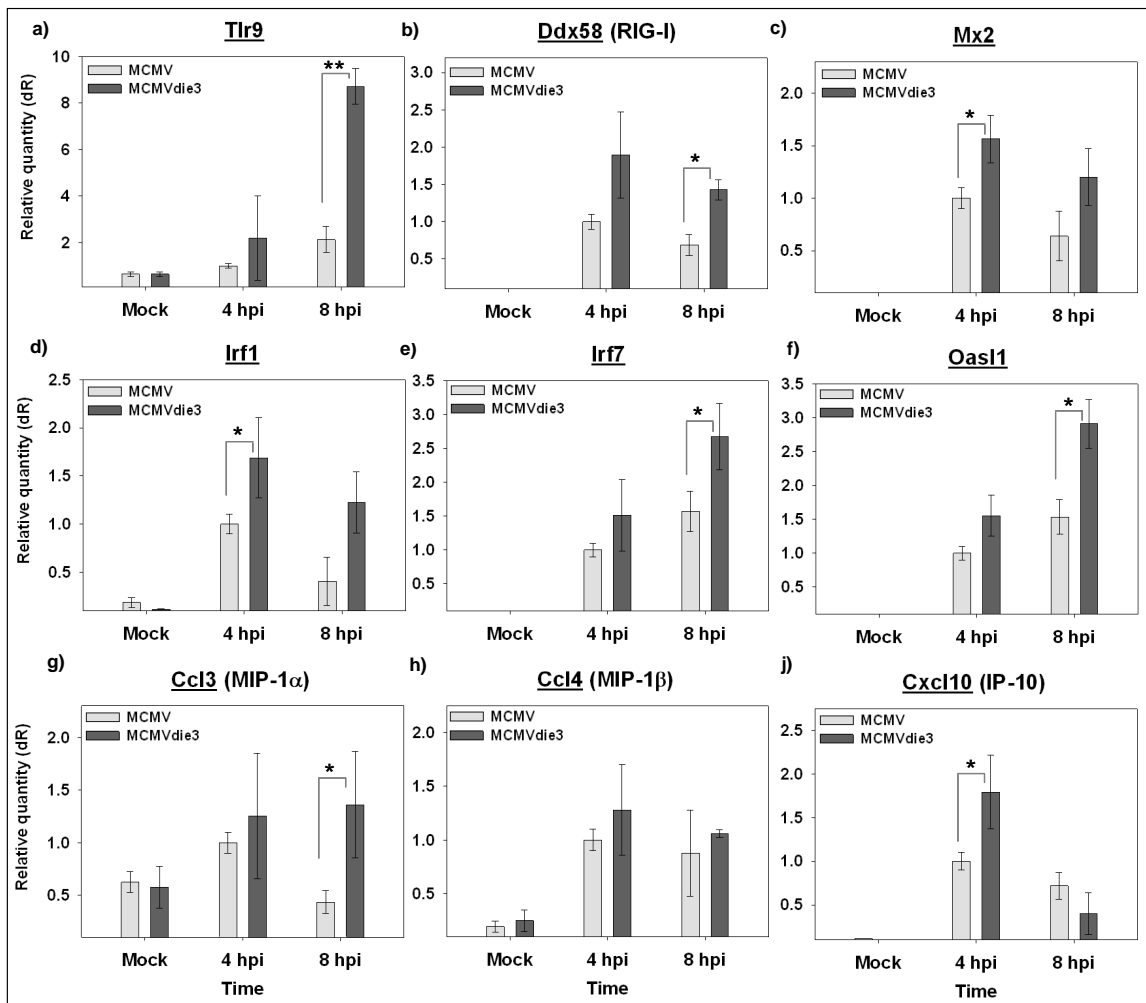 a)
Tlr9
Relative quantity (dR)
10
8
6
4
2
MCMV
MCMVdie3
**
Mock 4 hpi 8 hpi
b)
Ddx58 (RIG-I)
3.0
2.5
2.0
1.5
1.0
0.5
MCMV
MCMVdie3
*
Mock 4 hpi 8 hpi
c)
Mx2
2.0
1.5
1.0
0.5
MCMV
MCMVdie3
*
Mock 4 hpi 8 hpi
d)
Irf1
Relative quantity (dR)
2.5
2.0
1.5
1.0
0.5
MCMV
MCMVdie3
*
Mock 4 hpi 8 hpi
e)
Irf7
3.5
3.0
2.5
2.0
1.5
1.0
0.5
MCMV
MCMVdie3
*
Mock 4 hpi 8 hpi
f)
Oasl1
3.5
3.0
2.5
2.0
1.5
1.0
0.5
MCMV
MCMVdie3
*
Mock 4 hpi 8 hpi
g)
Ccl3 (MIP-1α)
Relative quantity (dR)
2.0
1.5
1.0
0.5
MCMV
MCMVdie3
*
Mock 4 hpi 8 hpi
Time
h)
Ccl4 (MIP-1β)
2.0
1.5
1.0
0.5
MCMV
MCMVdie3
Mock 4 hpi 8 hpi
Time
j)
Cxcl10 (IP-10)
2.5
2.0
1.5
1.0
0.5
MCMV
MCMVdie3
*
Mock 4 hpi 8 hpi
Time